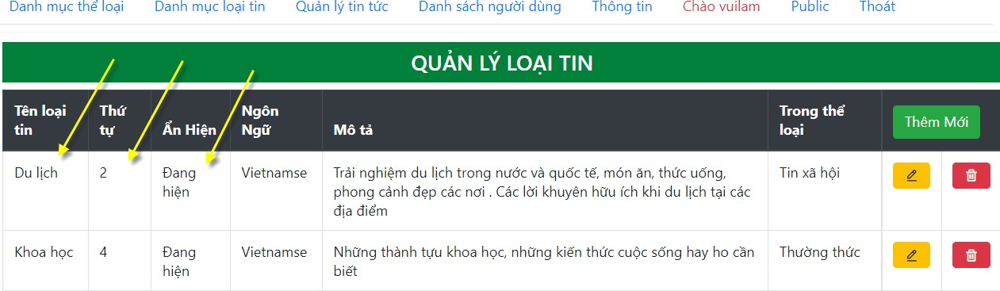 Danh mục thể loại Danh mục loại tin Quản lý tin tức Danh sách người dùng Thông tin Chào vuilam Public Thoát
QUẢN LÝ LOẠI TIN
Tên loại
tin
Thứ
tự
Ẩn Hiện
Ngôn
Ngữ
Mô tả
Trong thể
loại
Thêm Mới
Du lịch
2
Đang
hiện
Vietnamse
Trải nghiệm du lịch trong nước và quốc tế, món ăn, thức uống,
phong cảnh đẹp các nơi . Các lời khuyên hữu ích khi du lịch tại các
địa điểm
Tin xã hội
Khoa học
4
Đang
hiện
Vietnamse
Những thành tựu khoa học, những kiến thức cuộc sống hay ho cần
biết
Thường thức